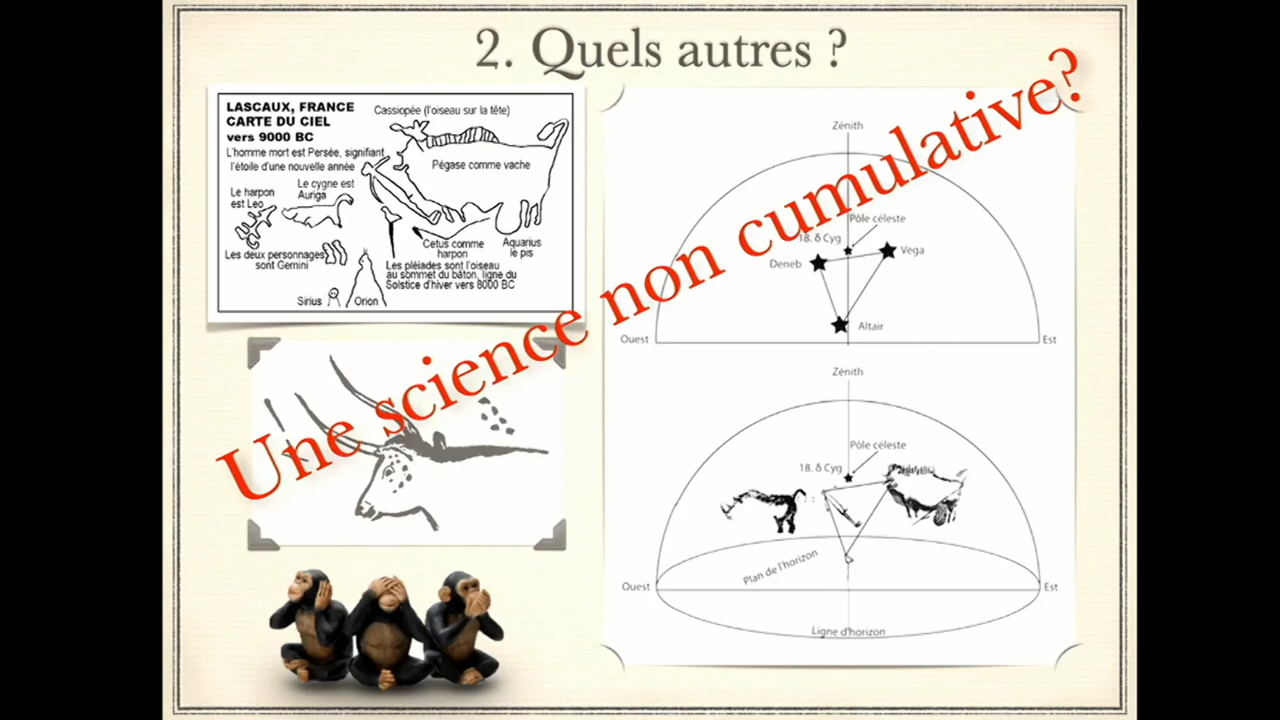 2. Quels autres ?
LASCAUX, FRANCE
CARTE DU CIEL
vers 9000 BC
Cassiopée (l'oiseau sur la tête)
L'homme mort est Persée, signifiant
l'étoile d'une nouvelle année
Pégase comme vache
Le harpon
est Leo
Le cygne est
Auriga
Les deux personnages
sont Gemini
Cetus comme
harpon
Aquarius
le pis
Les pléiades sont l'oiseau
au sommet du bâton, ligne du
Solstice d'hiver vers 8000 BC
Sirius
Orion
Une science non cumulative?
Zénith
Pôle céleste
18. δ Cyg
Deneb
Vega
Altair
Ouest
Est
Zénith
Pôle céleste
18. δ Cyg
Plan de l'horizon
Ouest
Est
Ligne d'horizon